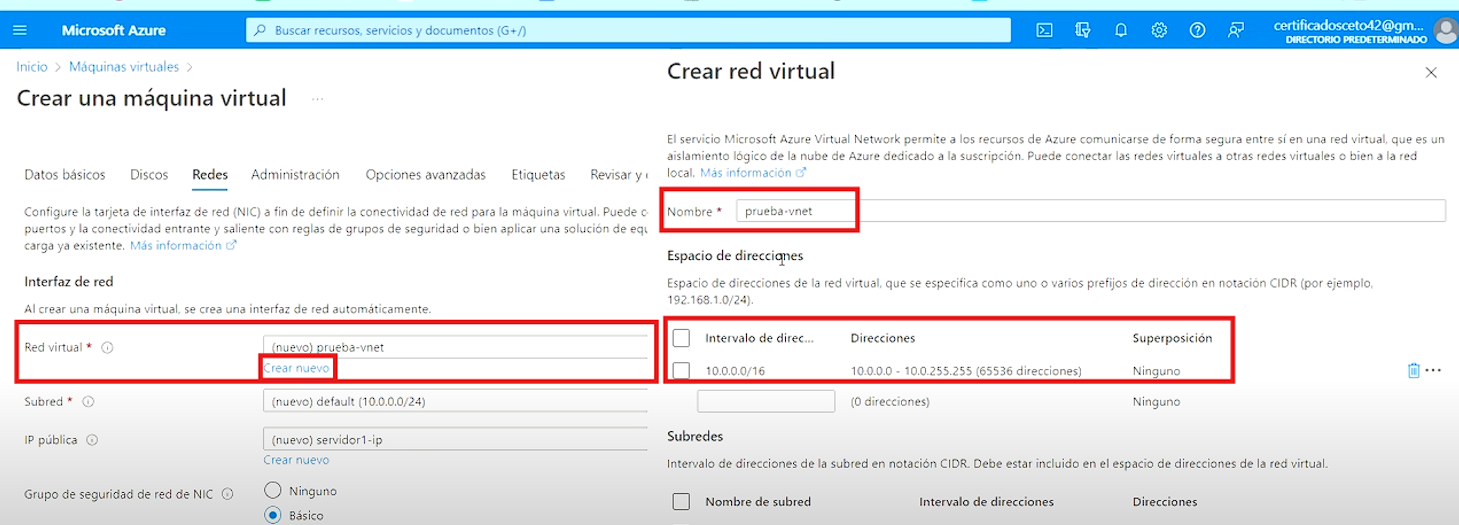 Microsoft Azure
Buscar recursos, servicios y documentos (G+/)
certificadosceto42@gm...
DIRECTORIO PREDETERMINADO
Inicio > Máquinas virtuales >
Crear una máquina virtual ...
Datos básicos Discos Redes Administración Opciones avanzadas Etiquetas Revisar y
Configure la tarjeta de interfaz de red (NIC) a fin de definir la conectividad de red para la máquina virtual. Puede c
puertos y la conectividad entrante y saliente con reglas de grupos de seguridad o bien aplicar una solución de equ
carga ya existente. Más información
Interfaz de red
Al crear una máquina virtual, se crea una interfaz de red automáticamente.
Red virtual * (nuevo) prueba-vnet
Crear nuevo
Subred * (nuevo) default (10.0.0.0/24)
IP pública (nuevo) servidor1-ip
Crear nuevo
Grupo de seguridad de red de NIC Ninguno
Básico
Crear red virtual
El servicio Microsoft Azure Virtual Network permite a los recursos de Azure comunicarse de forma segura entre sí en una red virtual, que es un
aislamiento lógico de la nube de Azure dedicado a la suscripción. Puede conectar las redes virtuales a otras redes virtuales o bien a la red
local. Más información
Nombre * prueba-vnet
Espacio de direcciones
Espacio de direcciones de la red virtual, que se especifica como uno o varios prefijos de dirección en notación CIDR (por ejemplo,
192.168.1.0/24).
Intervalo de direc... Direcciones Superposición
10.0.0.0/16 10.0.0.0 - 10.0.255.255 (65536 direcciones) Ninguno
(0 direcciones) Ninguno
Subredes
Intervalo de direcciones de la subred en notación CIDR. Debe estar incluido en el espacio de direcciones de la red virtual.
Nombre de subred Intervalo de direcciones Direcciones